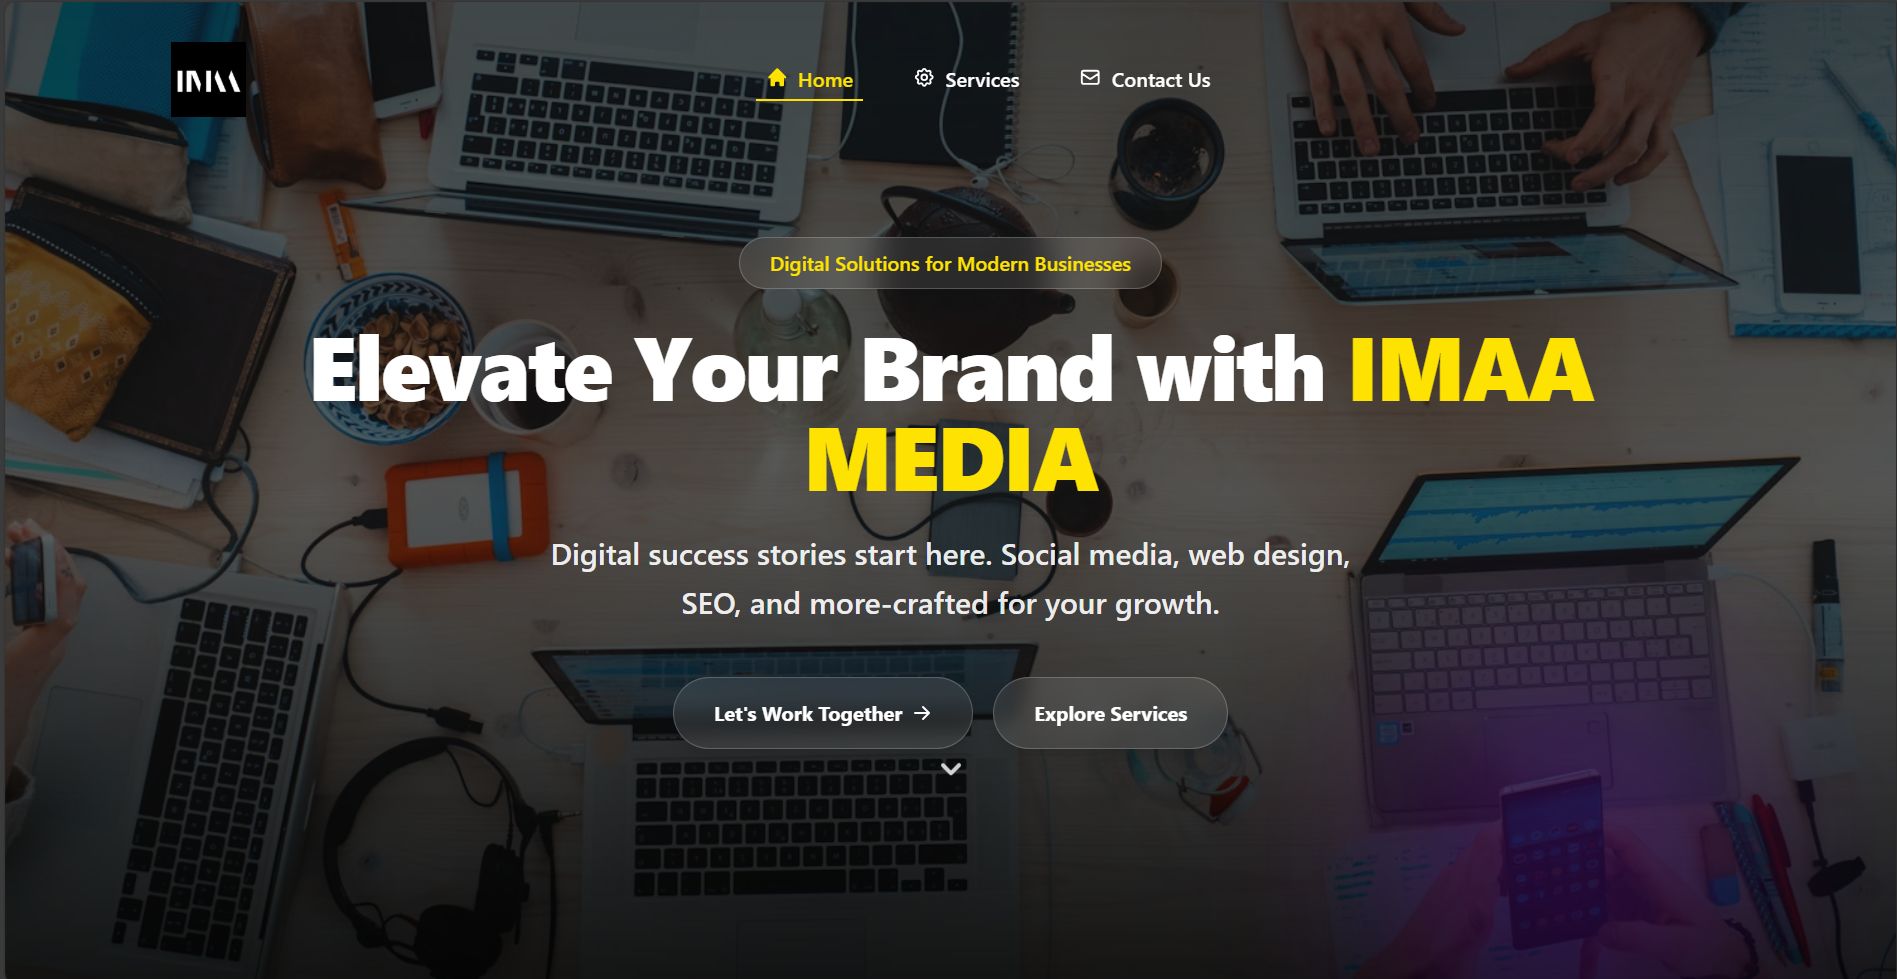 IMAA
Home
Services
Contact Us
Digital Solutions for Modern Businesses
Elevate Your Brand with IMAA
MEDIA
Digital success stories start here. Social media, web design,
SEO, and more-crafted for your growth.
Let's Work Together
Explore Services